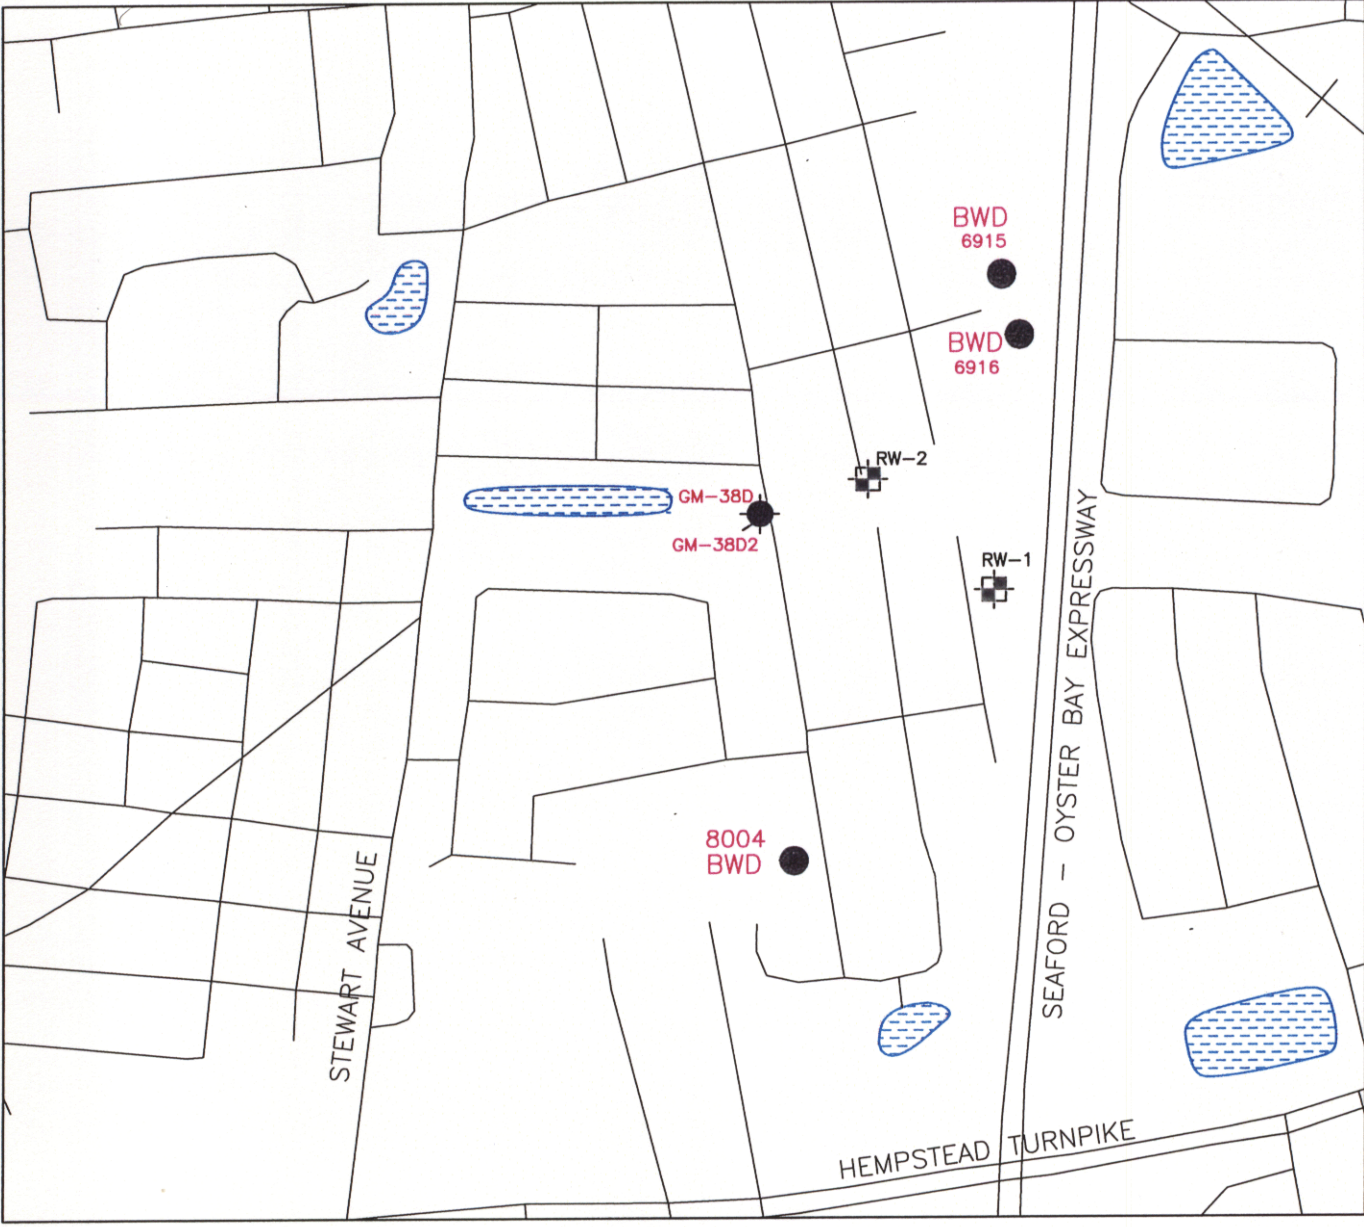 BWD
6915
BWD
6916
RW-2
GM-38D
GM-38D2
RW-1
SEAFORD - OYSTER BAY EXPRESSWAY
8004
BWD
STEWART AVENUE
HEMPSTEAD TURNPIKE